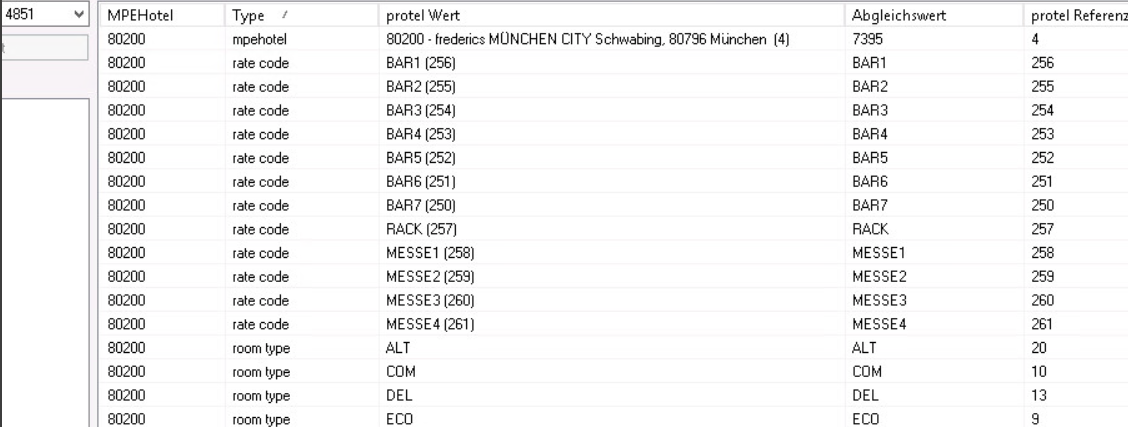 4851
t
MPEHotel Type / protel Wert Abgleichswert protel Referenz
80200 mpehotel 80200 - frederics MÜNCHEN CITY Schwabing, 80796 München (4) 7395 4
80200 rate code BAR1 (256) BAR1 256
80200 rate code BAR2 (255) BAR2 255
80200 rate code BAR3 (254) BAR3 254
80200 rate code BAR4 (253) BAR4 253
80200 rate code BAR5 (252) BAR5 252
80200 rate code BAR6 (251) BAR6 251
80200 rate code BAR7 (250) BAR7 250
80200 rate code RACK (257) RACK 257
80200 rate code MESSE1 (258) MESSE1 258
80200 rate code MESSE2 (259) MESSE2 259
80200 rate code MESSE3 (260) MESSE3 260
80200 rate code MESSE4 (261) MESSE4 261
80200 room type ALT ALT 20
80200 room type COM COM 10
80200 room type DEL DEL 13
80200 room type ECO ECO 9